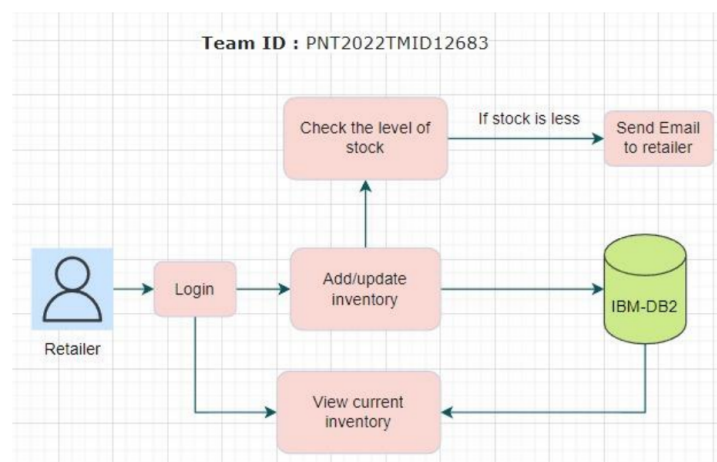 Team ID : PNT2022TMID12683
Check the level of
stock
If stock is less
Send Email
to retailer
Retailer
Login
Add/update
inventory
IBM-DB2
View current
inventory